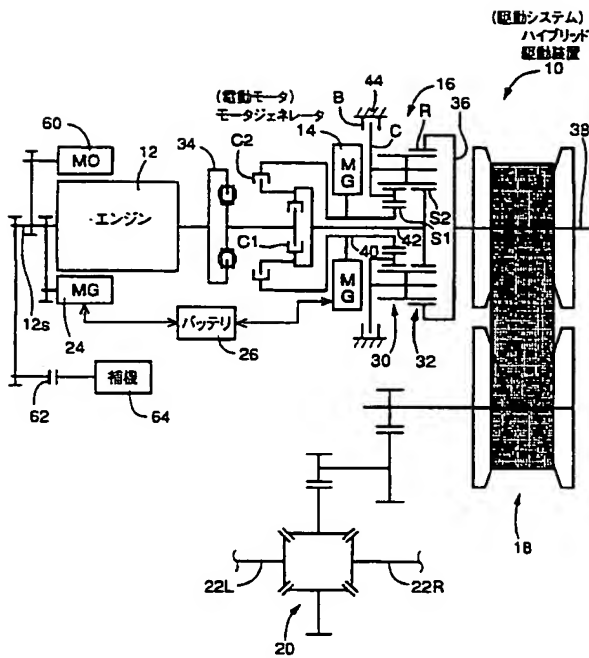 (駆動システム)
ハイブリッド
駆動装置
10
44
16
B
R
36
(電動モータ)
モータジェネレータ
14
C
60
MO
12
34
C2
38
エンジン
MG
S2
C1
42
S1
40
12s
MG
24
バッテリ
26
MG
30
32
62
補機
64
18
22L
22R
20